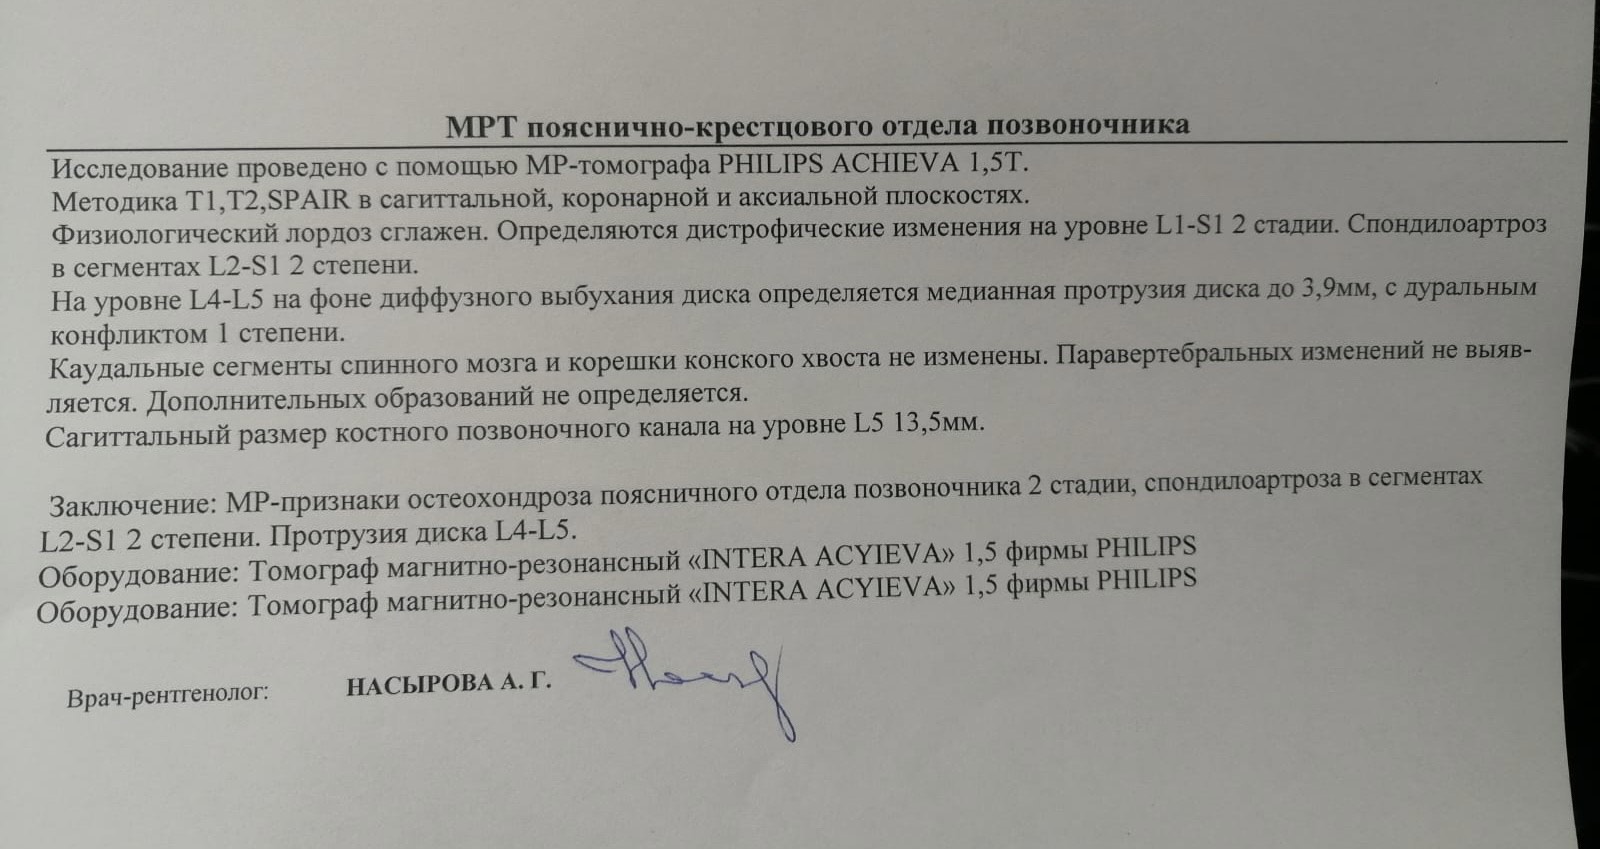 МРТ пояснично-крестцового отдела позвоночника
Исследование проведено с помощью МР-томографа PHILIPS ACHIEVA 1,5Т.
Методика Т1,Т2,SPAIR в сагиттальной, коронарной и аксиальной плоскостях.
Физиологический лордоз сглажен. Определяются дистрофические изменения на уровне L1-S1 2 стадии. Спондилоартроз
в сегментах L2-S1 2 степени.
На уровне L4-L5 на фоне диффузного выбухания диска определяется медианная протрузия диска до 3,9мм, с дуральным
конфликтом 1 степени.
Каудальные сегменты спинного мозга и корешки конского хвоста не изменены. Паравертебральных изменений не выяв-
ляется. Дополнительных образований не определяется.
Сагиттальный размер костного позвоночного канала на уровне L5 13,5мм.
Заключение: МР-признаки остеохондроза поясничного отдела позвоночника 2 стадии, спондилоартроза в сегментах
L2-S1 2 степени. Протрузия диска L4-L5.
Оборудование: Томограф магнитно-резонансный «INTERA ACYIEVA» 1,5 фирмы PHILIPS
Оборудование: Томограф магнитно-резонансный «INTERA ACYIEVA» 1,5 фирмы PHILIPS
Врач-рентгенолог: НАСЫРОВА А. Г.